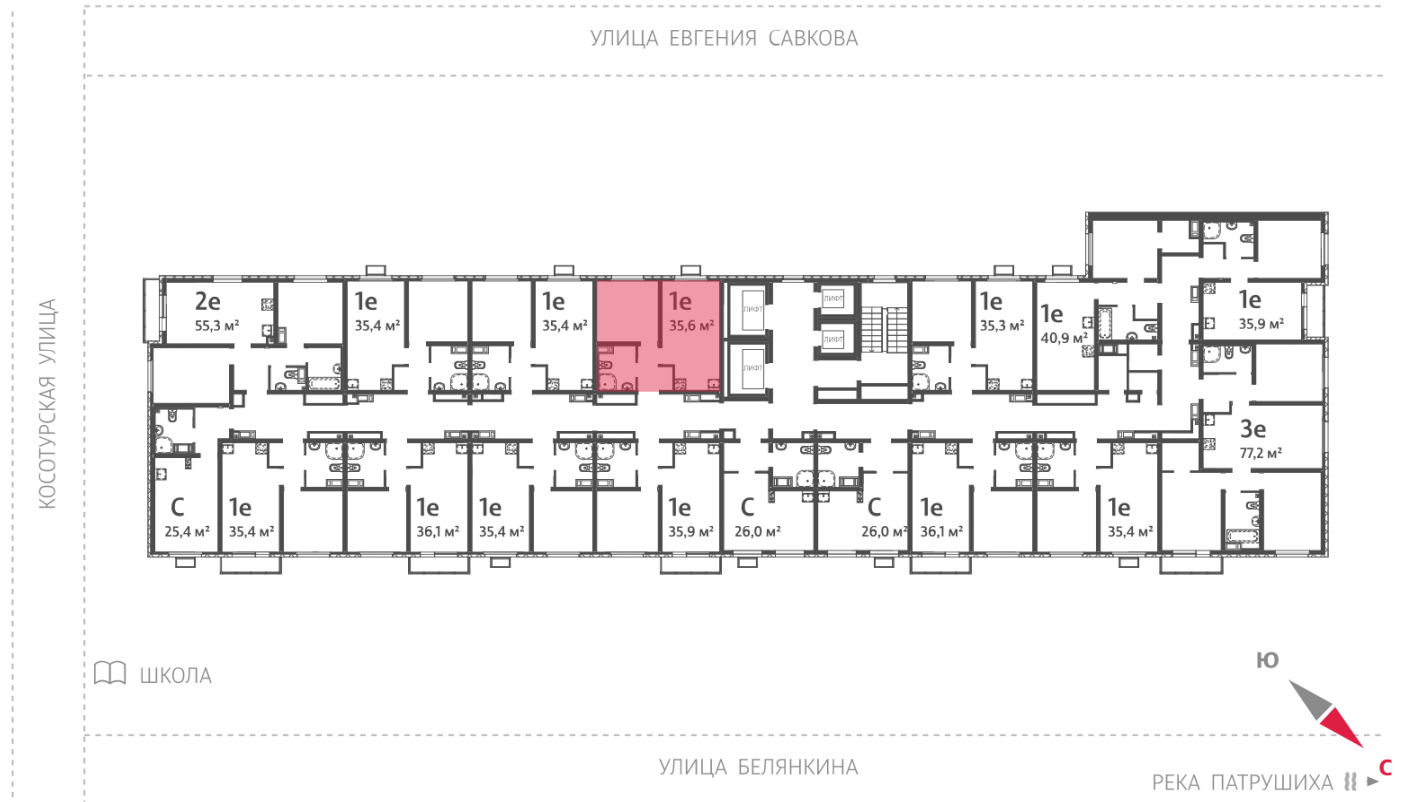 УЛИЦА ЕВГЕНИЯ САВКОВА
КОСОТУРСКАЯ УЛИЦА
2е
55,3 м²
1е
35,4 м²
1е
35,4 м²
1е
35,6 м²
ЛИФТ
ЛИФТ
ЛИФТ
ЛИФТ
1е
35,3 м²
1е
40,9 м²
1е
35,9 м²
3е
77,2 м²
С
25,4 м²
1е
35,4 м²
1е
36,1 м²
1е
35,4 м²
1е
35,9 м²
С
26,0 м²
С
26,0 м²
1е
36,1 м²
1е
35,4 м²
ШКОЛА
Ю
С
УЛИЦА БЕЛЯНКИНА
РЕКА ПАТРУШИХА